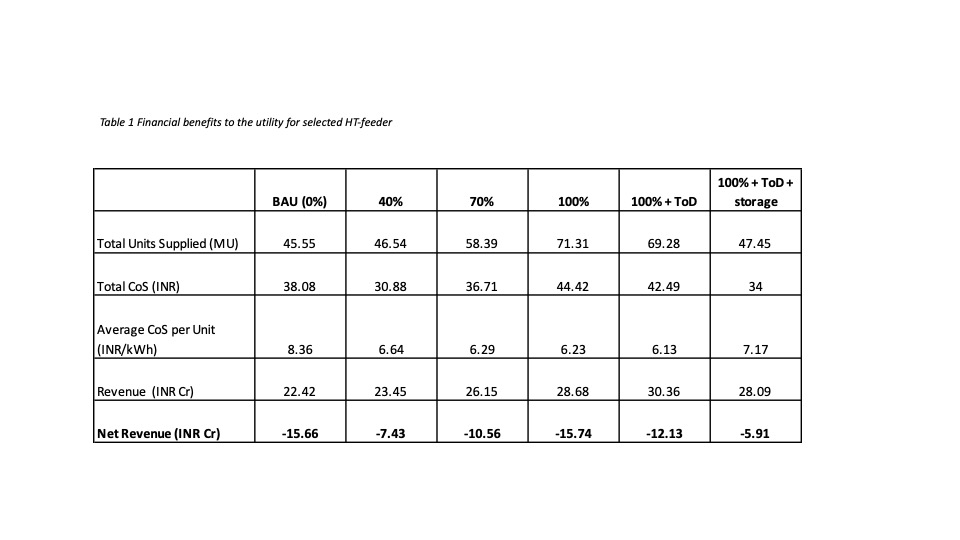 Table 1 Financial benefits to the utility for selected HT-feeder
100% + ToD +
BAU (0%) 40% 70% 100% 100% + ToD storage
Total Units Supplied (MU) 45.55 46.54 58.39 71.31 69.28 47.45
Total CoS (INR) 38.08 30.88 36.71 44.42 42.49 34
Average CoS per Unit
(INR/kWh) 8.36 6.64 6.29 6.23 6.13 7.17
Revenue (INR Cr) 22.42 23.45 26.15 28.68 30.36 28.09
Net Revenue (INR Cr) -15.66 -7.43 -10.56 -15.74 -12.13 -5.91